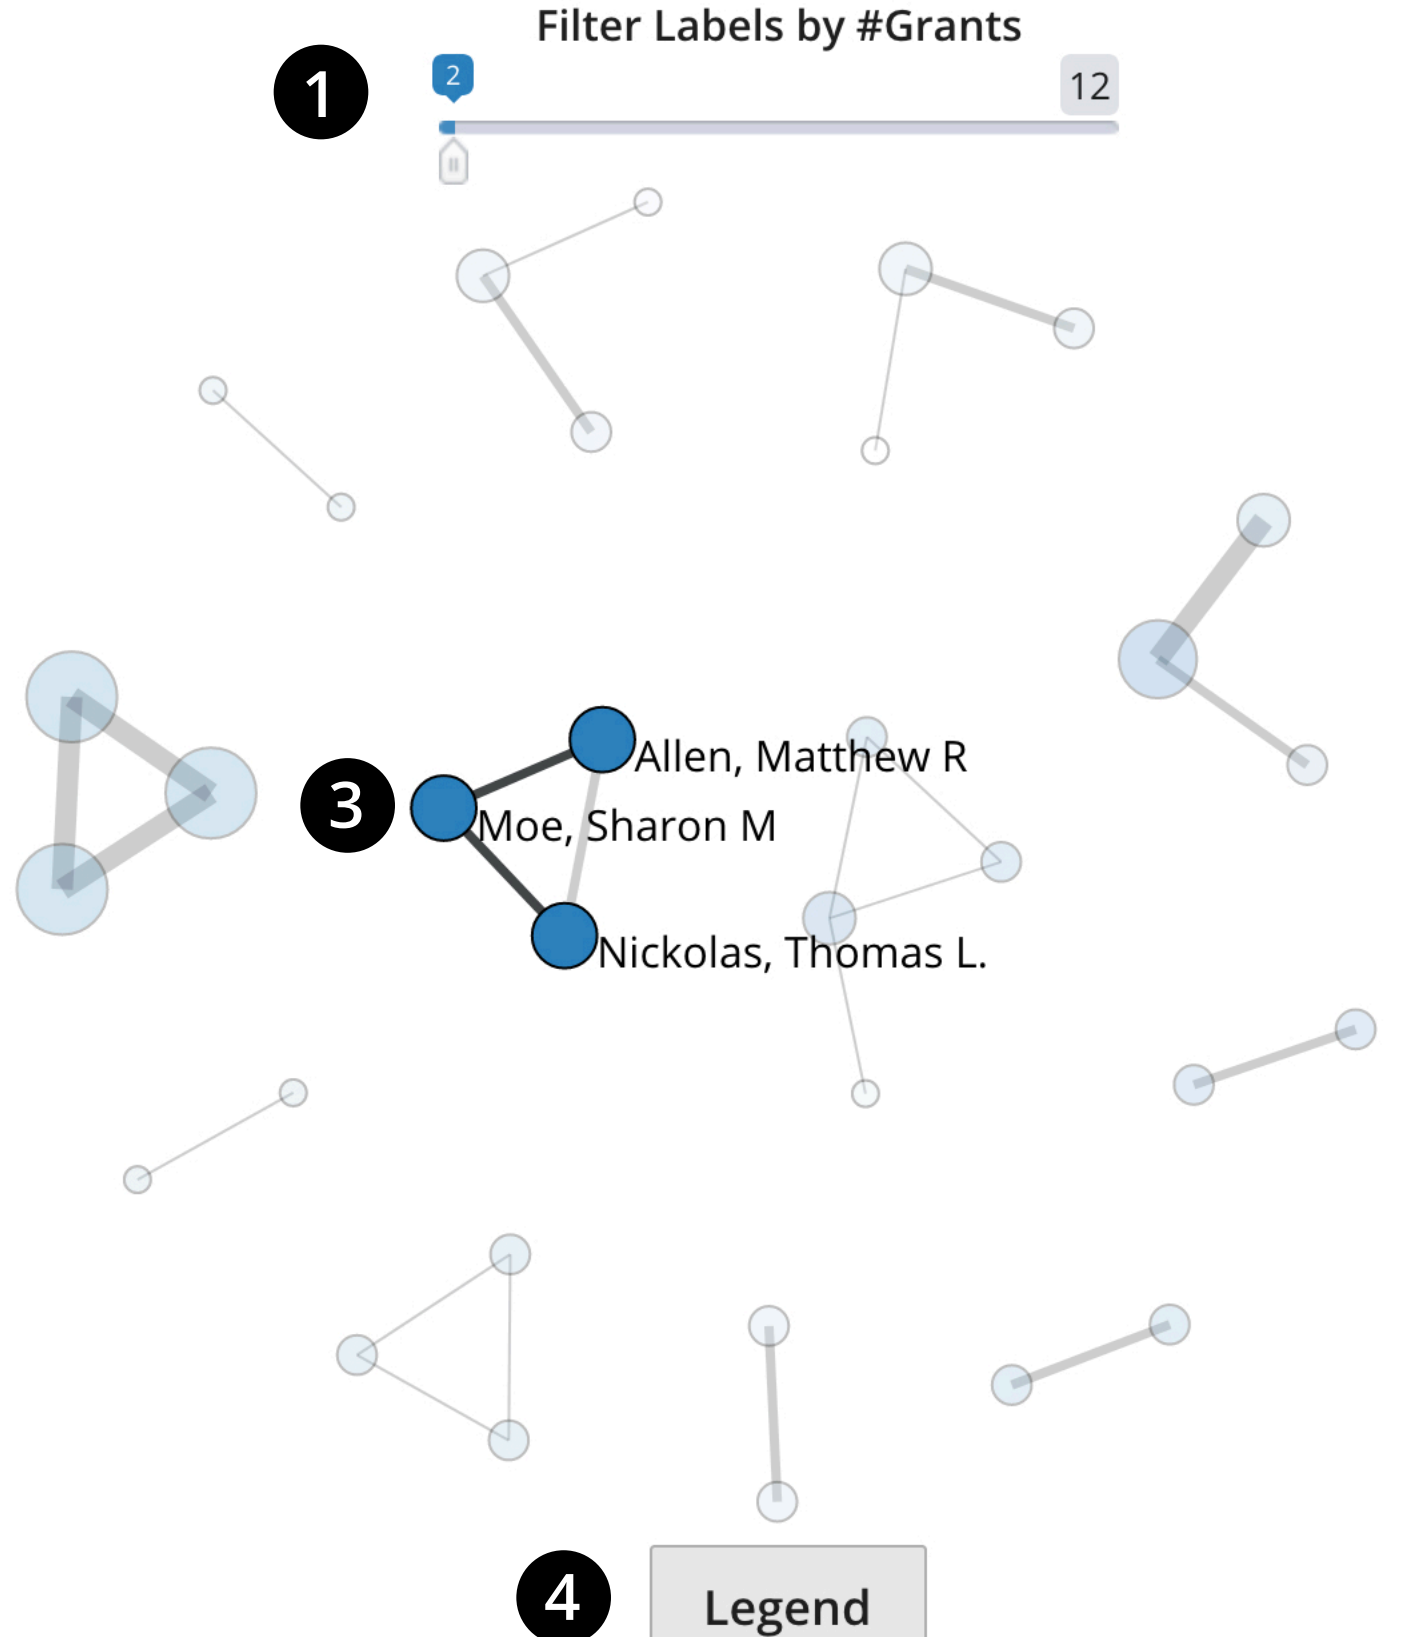 Filter Labels by #Grants
1
2
12
Allen, Matthew R
3
Moe, Sharon M
Nickolas, Thomas L.
4
Legend